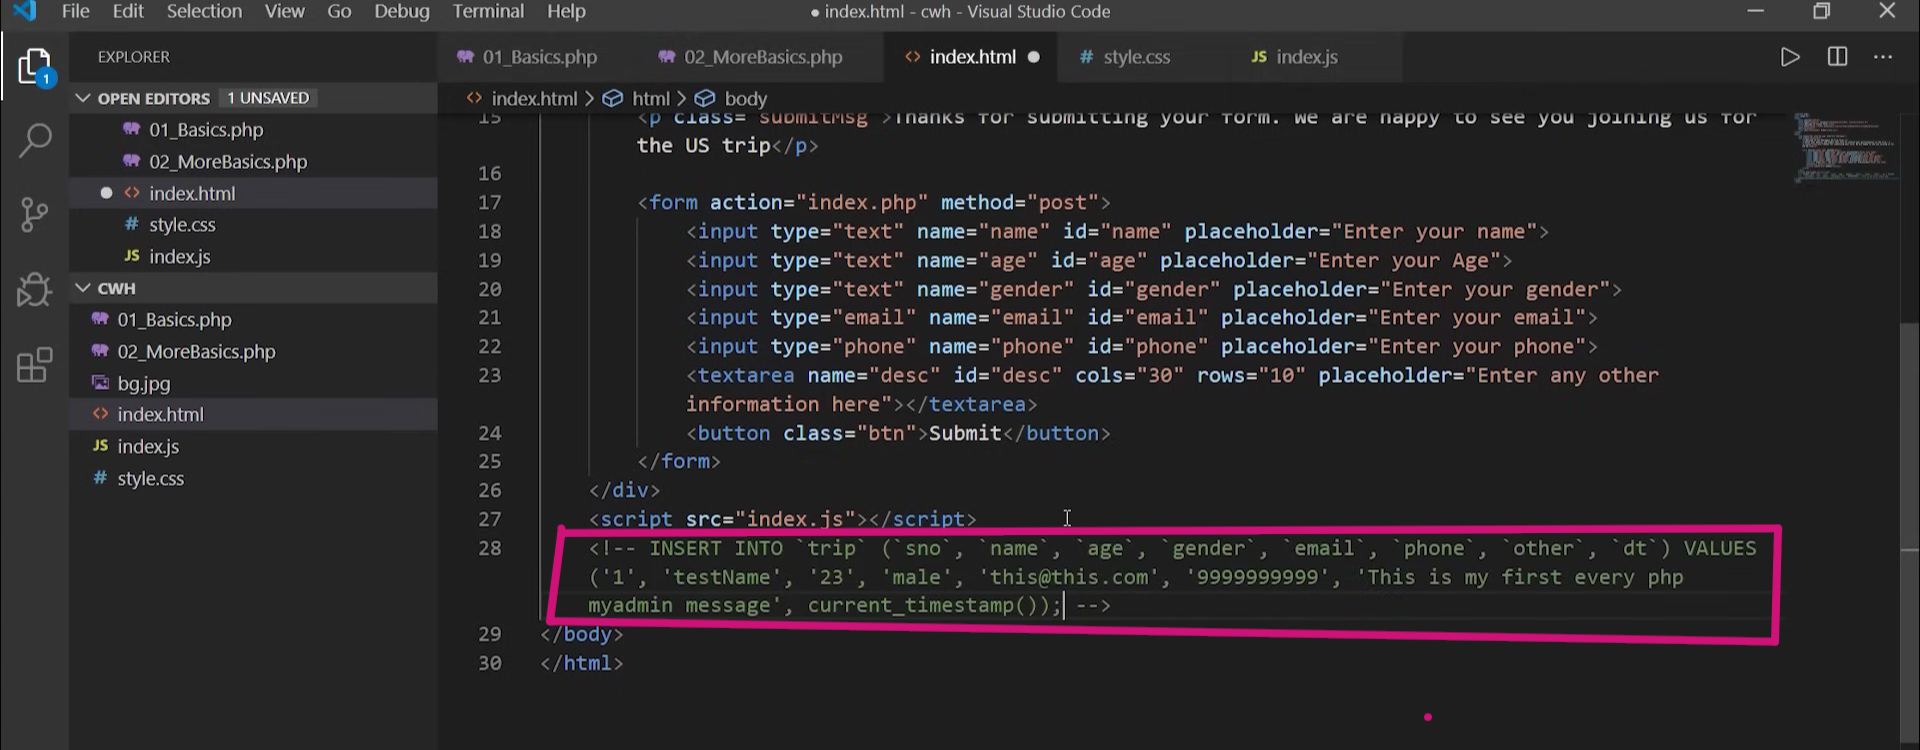 File Edit Selection View Go Debug Terminal Help
● index.html - cwh - Visual Studio Code
EXPLORER
1
OPEN EDITORS 1 UNSAVED
01_Basics.php
02_MoreBasics.php
<> index.html
# style.css
JS index.js
CWH
01_Basics.php
02_MoreBasics.php
bg.jpg
<> index.html
JS index.js
# style.css
01_Basics.php 02_MoreBasics.php <> index.html ● # style.css JS index.js
<> index.html > html > body
15 <p class="submitMsg">Thanks for submitting your form. We are happy to see you joining us for
the US trip</p>
16
17 <form action="index.php" method="post">
18 <input type="text" name="name" id="name" placeholder="Enter your name">
19 <input type="text" name="age" id="age" placeholder="Enter your Age">
20 <input type="text" name="gender" id="gender" placeholder="Enter your gender">
21 <input type="email" name="email" id="email" placeholder="Enter your email">
22 <input type="phone" name="phone" id="phone" placeholder="Enter your phone">
23 <textarea name="desc" id="desc" cols="30" rows="10" placeholder="Enter any other
information here"></textarea>
24 <button class="btn">Submit</button>
25 </form>
26 </div>
27 <script src="index.js"></script>
28 <!-- INSERT INTO `trip` (`sno`, `name`, `age`, `gender`, `email`, `phone`, `other`, `dt`) VALUES
('1', 'testName', '23', 'male', 'this@this.com', '9999999999', 'This is my first every php
myadmin message', current_timestamp()); -->
29 </body>
30 </html>